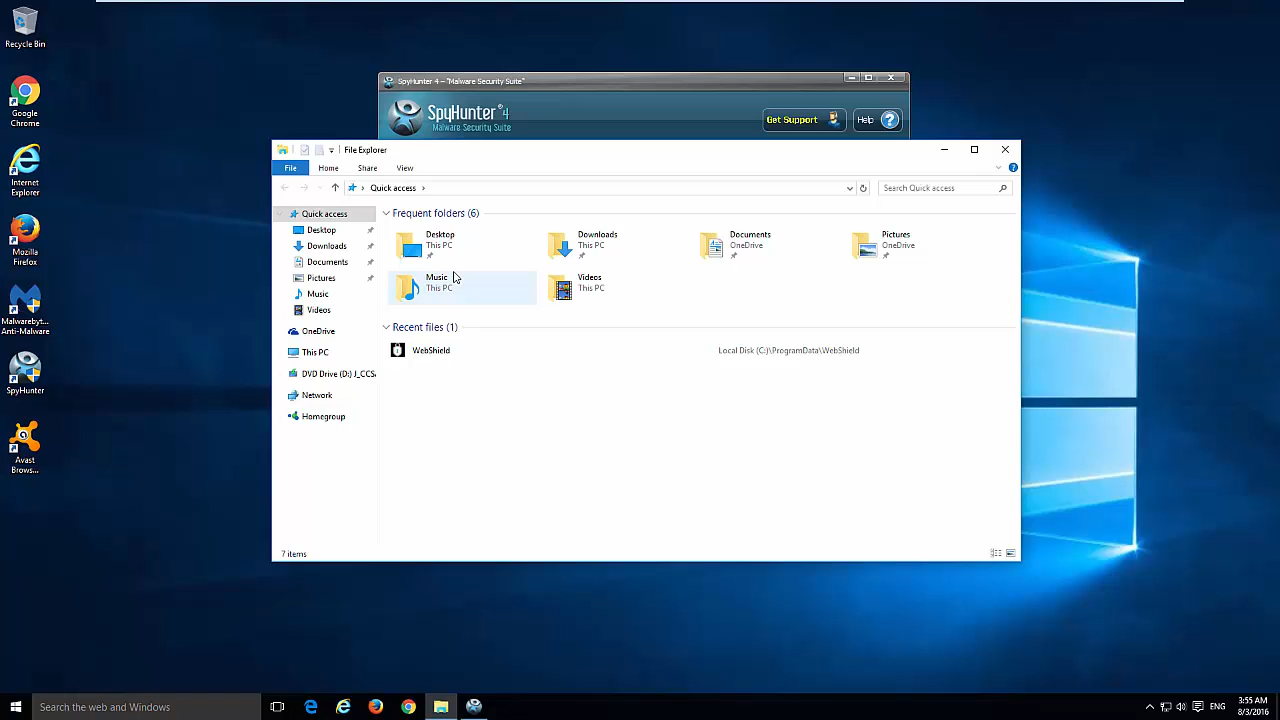 Recycle Bin
Google
Chrome
Internet
Explorer
Mozilla
Firefox
Malwarebyt...
Anti-Malware
SpyHunter
Avast
Brows...
SpyHunter 4 – "Malware Security Suite"
SpyHunter® 4
Malware Security Suite
Get Support
Help
File Explorer
File Home Share View
Quick access
Search Quick access
Quick access
Desktop
Downloads
Documents
Pictures
Music
Videos
OneDrive
This PC
DVD Drive (D:) J_CCSA
Network
Homegroup
Frequent folders (6)
Desktop
This PC
Downloads
This PC
Documents
OneDrive
Pictures
OneDrive
Music
This PC
Videos
This PC
Recent files (1)
WebShield Local Disk (C:)\ProgramData\WebShield
7 items
Search the web and Windows
ENG
3:55 AM
8/3/2016